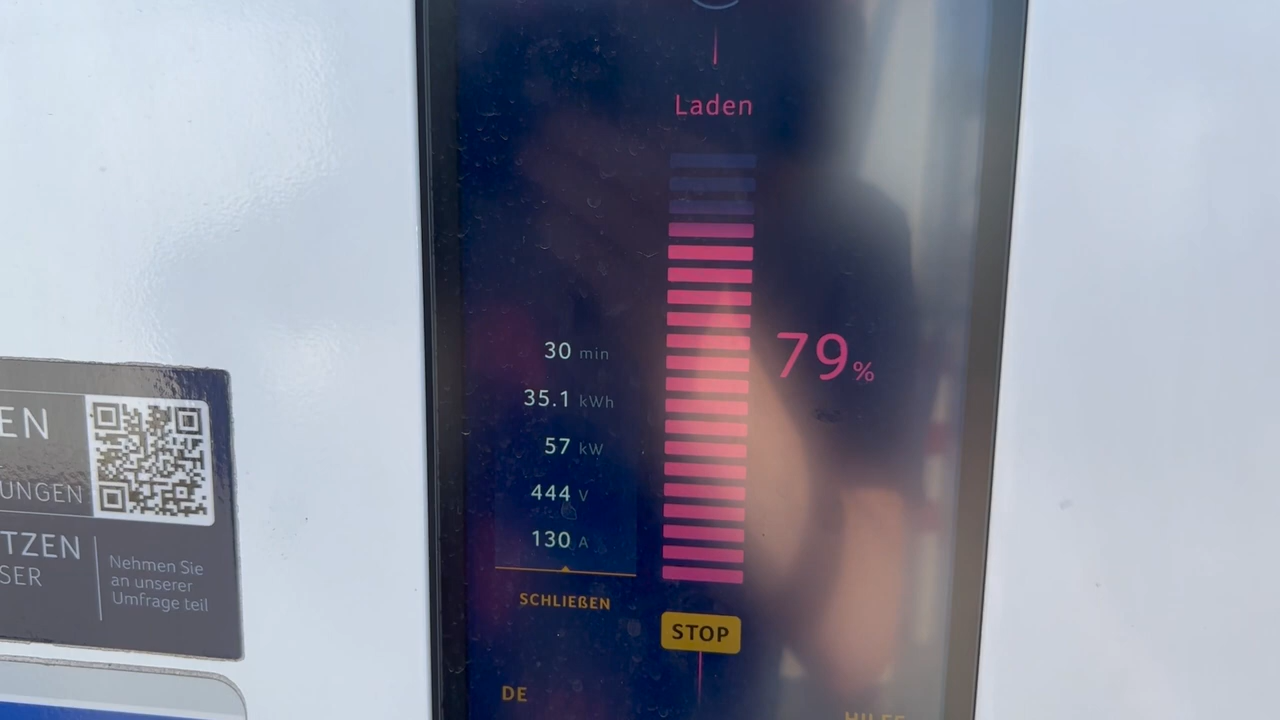 Laden
30 min
35.1 kWh
57 kW
444 V
130 A
79%
SCHLIEßEN
STOP
DE
HILFE
EN
UNGEN
TZEN
SER
Nehmen Sie
an unserer
Umfrage teil